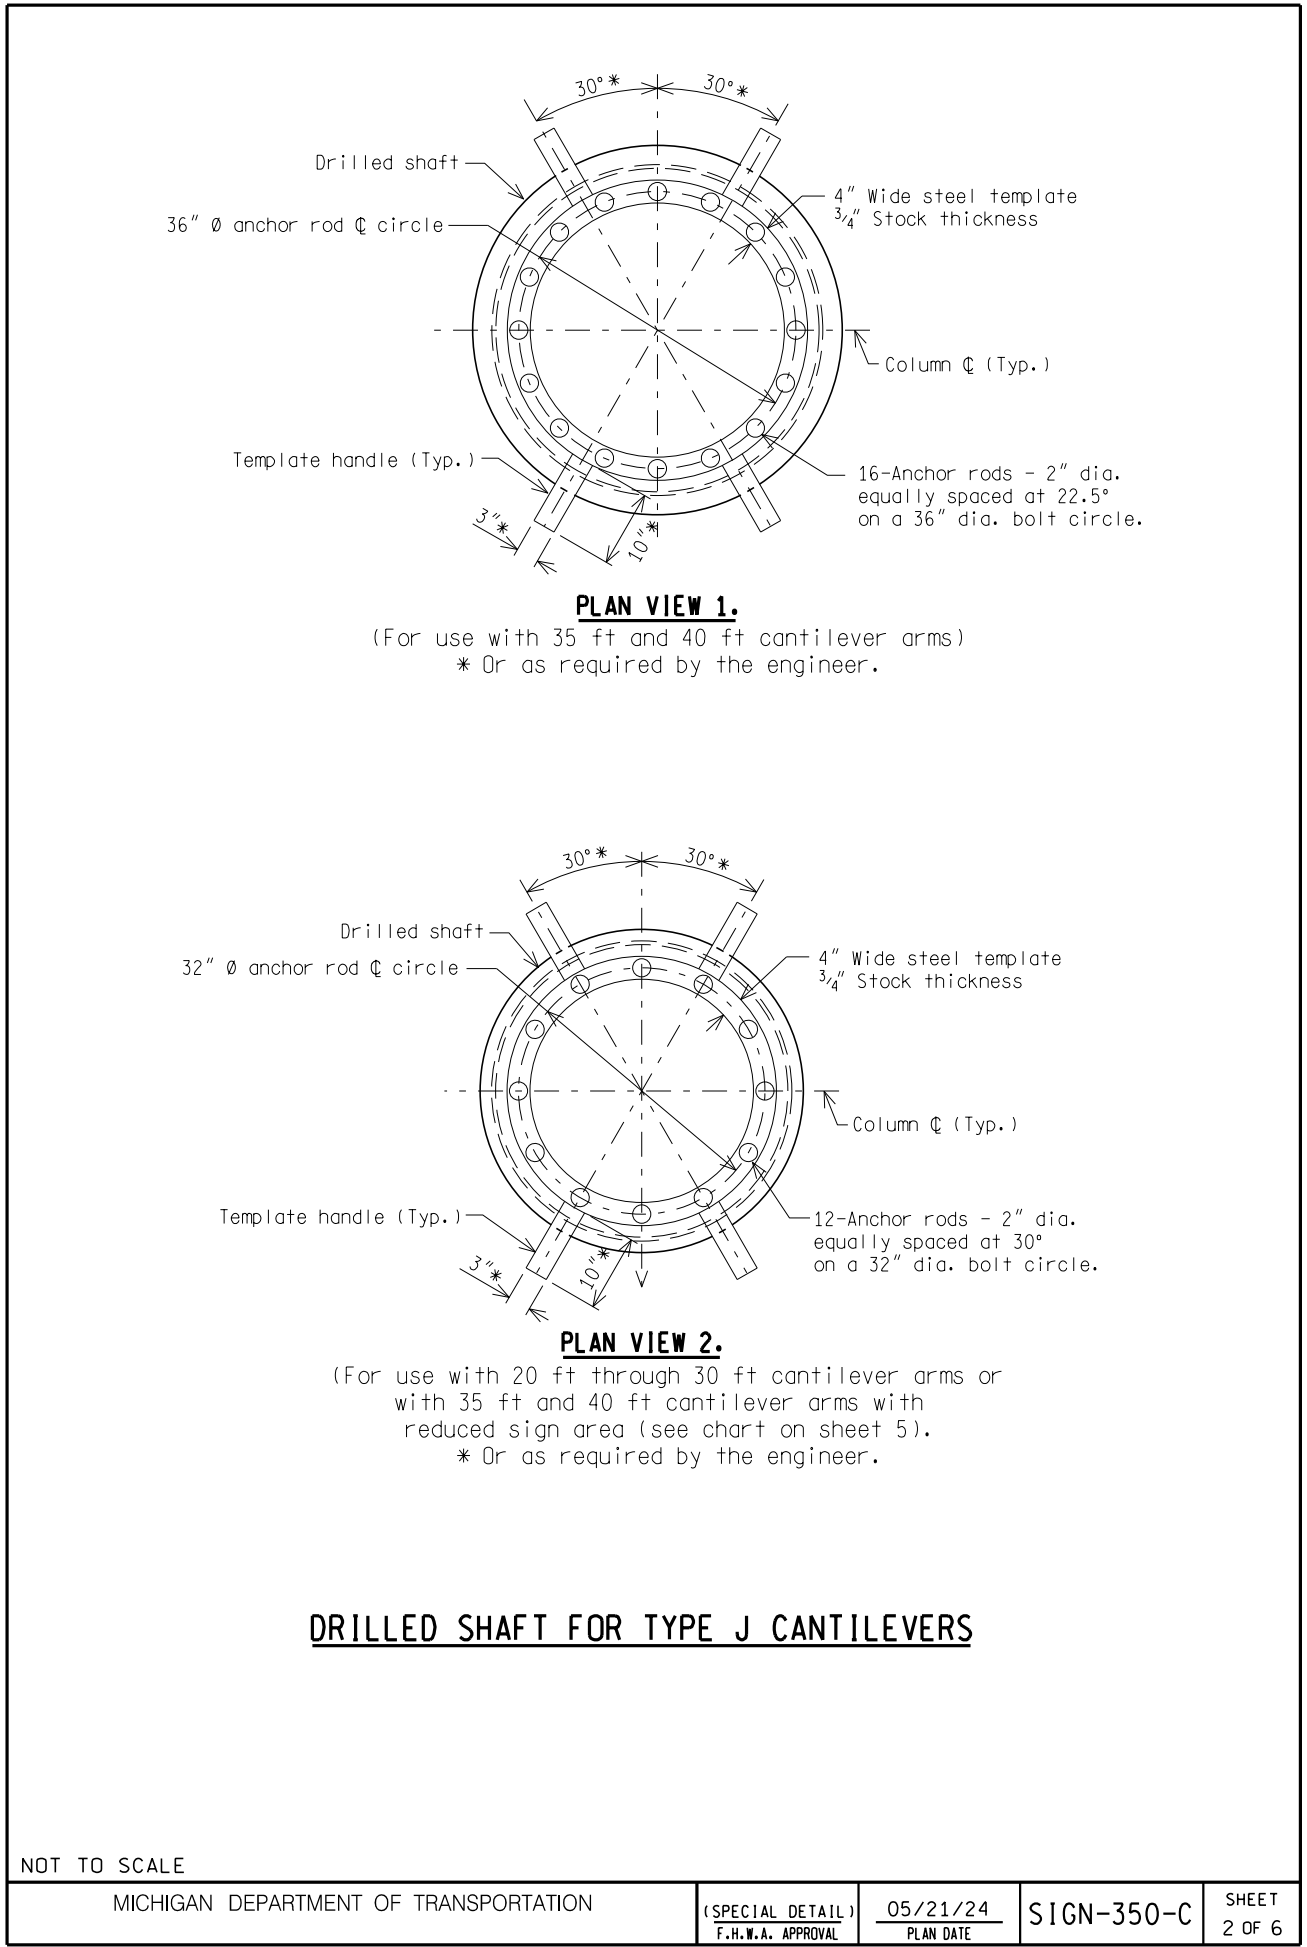 30°* 30°*
Drilled shaft
4" Wide steel template
3/4" Stock thickness
36" Ø anchor rod ℄ circle
Column ℄ (Typ.)
Template handle (Typ.)
16-Anchor rods - 2" dia.
equally spaced at 22.5°
on a 36" dia. bolt circle.
3"*
10"*
PLAN VIEW 1.
(For use with 35 ft and 40 ft cantilever arms)
* Or as required by the engineer.
30°* 30°*
Drilled shaft
32" Ø anchor rod ℄ circle
4" Wide steel template
3/4" Stock thickness
Column ℄ (Typ.)
Template handle (Typ.)
12-Anchor rods - 2" dia.
equally spaced at 30°
on a 32" dia. bolt circle.
3"*
10"*
PLAN VIEW 2.
(For use with 20 ft through 30 ft cantilever arms or
with 35 ft and 40 ft cantilever arms with
reduced sign area (see chart on sheet 5).
* Or as required by the engineer.
DRILLED SHAFT FOR TYPE J CANTILEVERS
NOT TO SCALE
MICHIGAN DEPARTMENT OF TRANSPORTATION
(SPECIAL DETAIL)
F.H.W.A. APPROVAL
05/21/24
PLAN DATE
SIGN-350-C
SHEET
2 OF 6